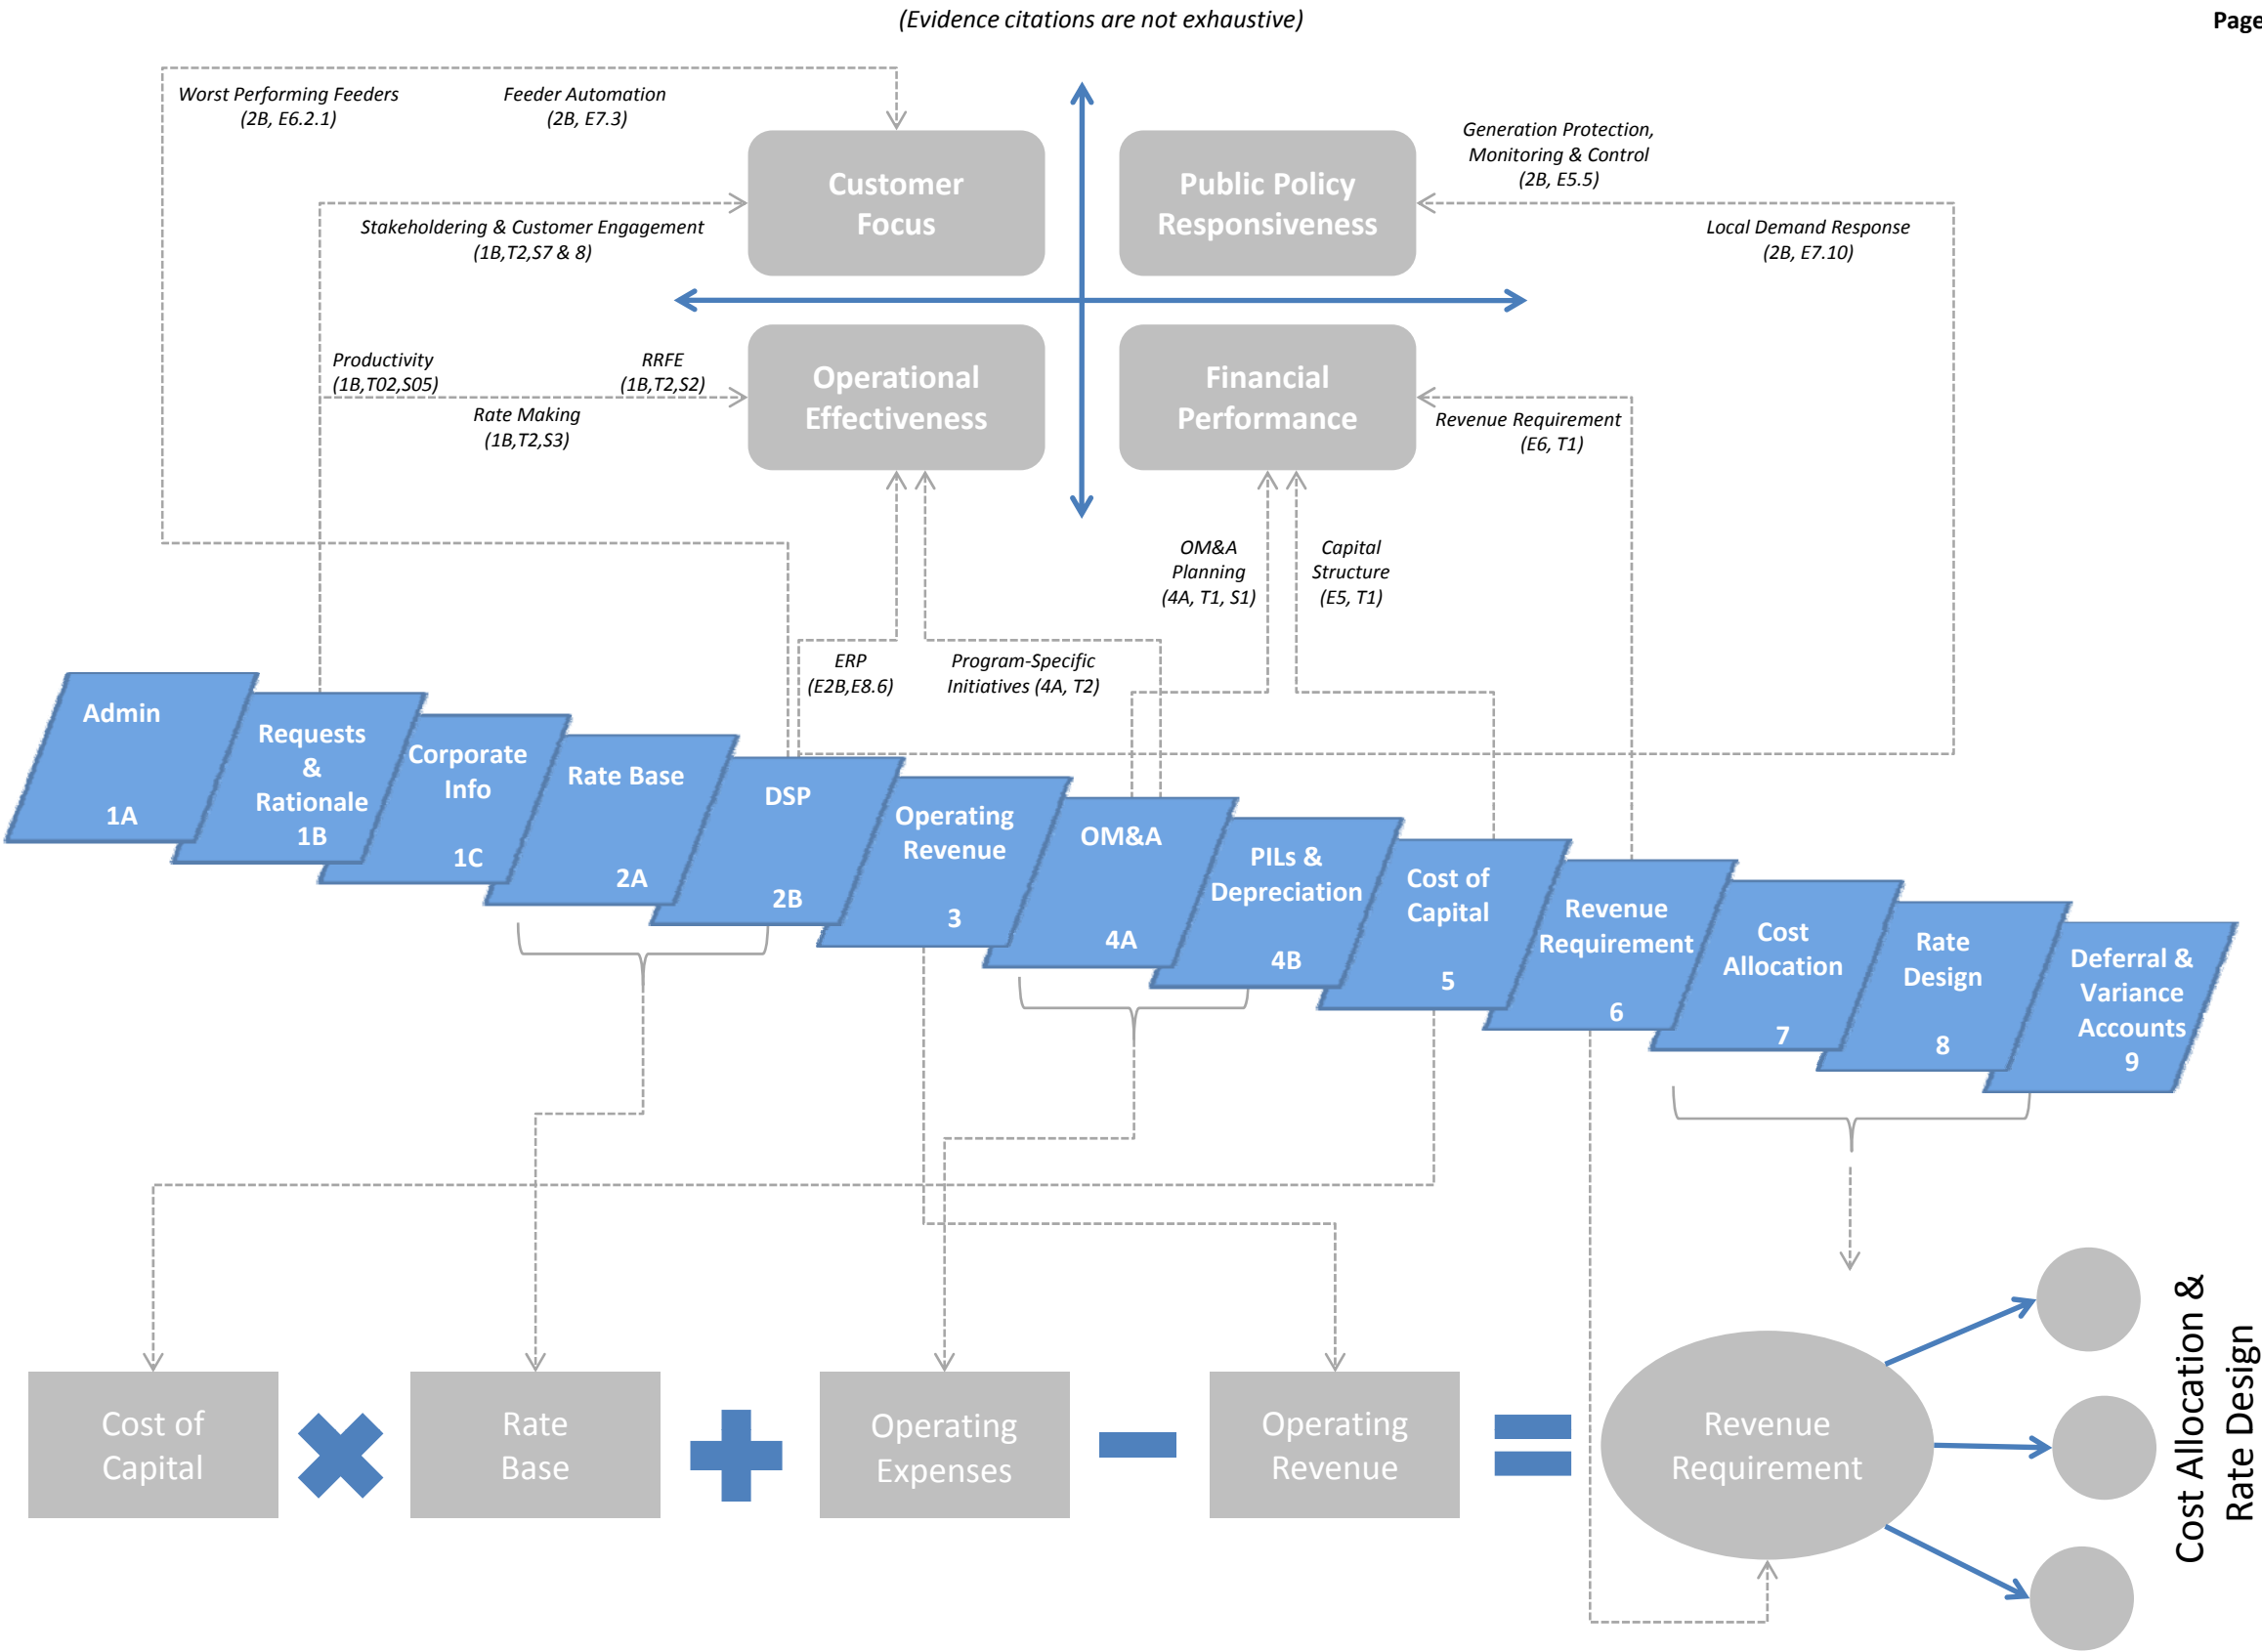 (Evidence citations are not exhaustive)
Page
Worst Performing Feeders
(2B, E6.2.1)
Feeder Automation
(2B, E7.3)
Customer
Focus
Public Policy
Responsiveness
Generation Protection,
Monitoring & Control
(2B, E5.5)
Stakeholdering & Customer Engagement
(1B,T2,S7 & 8)
Local Demand Response
(2B, E7.10)
Productivity
(1B,T02,S05)
RRFE
(1B,T2,S2)
Rate Making
(1B,T2,S3)
Operational
Effectiveness
Financial
Performance
Revenue Requirement
(E6, T1)
OM&A
Planning
(4A, T1, S1)
Capital
Structure
(E5, T1)
ERP
(E2B,E8.6)
Program-Specific
Initiatives (4A, T2)
Admin
1A
Requests
&
Rationale
1B
Corporate
Info
1C
Rate Base
2A
DSP
2B
Operating
Revenue
3
OM&A
4A
PILs &
Depreciation
4B
Cost of
Capital
5
Revenue
Requirement
6
Cost
Allocation
7
Rate
Design
8
Deferral &
Variance
Accounts
9
Cost of
Capital
Rate
Base
Operating
Expenses
Operating
Revenue
Revenue
Requirement
Cost Allocation &
Rate Design